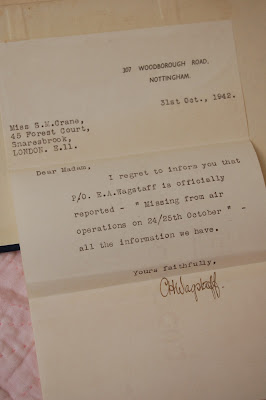 307 WOODBOROUGH ROAD,
NOTTINGHAM.
31st Oct., 1942.
Miss S.M.Crane,
45 Forest Court,
Snaresbrook,
LONDON. E.11.
Dear Madam,
I regret to inform you that
P/O. E.A.Wagstaff is officially
reported - " Missing from air
operations on 24/25th October " -
all the information we have.
Yours faithfully,
CHWagstaff.